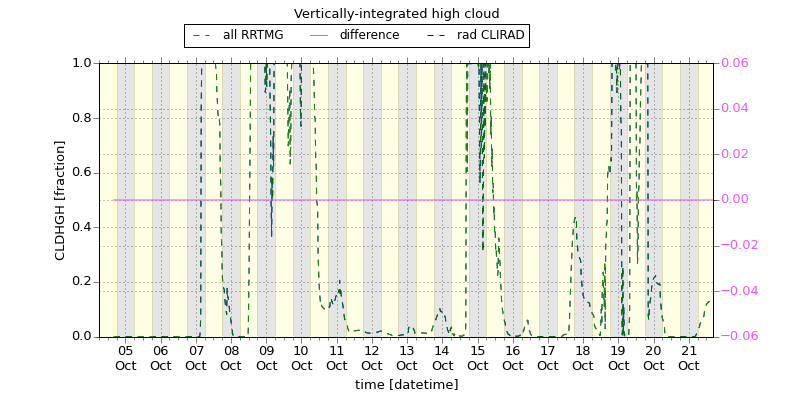 Vertically-integrated high cloud
all RRTMG difference rad CLIRAD
1.0
0.8
0.6
0.4
0.2
0.0
CLDHGH [fraction]
0.06
0.04
0.02
0.00
−0.02
−0.04
−0.06
05 06 07 08 09 10 11 12 13 14 15 16 17 18 19 20 21
Oct Oct Oct Oct Oct Oct Oct Oct Oct Oct Oct Oct Oct Oct Oct Oct Oct
time [datetime]